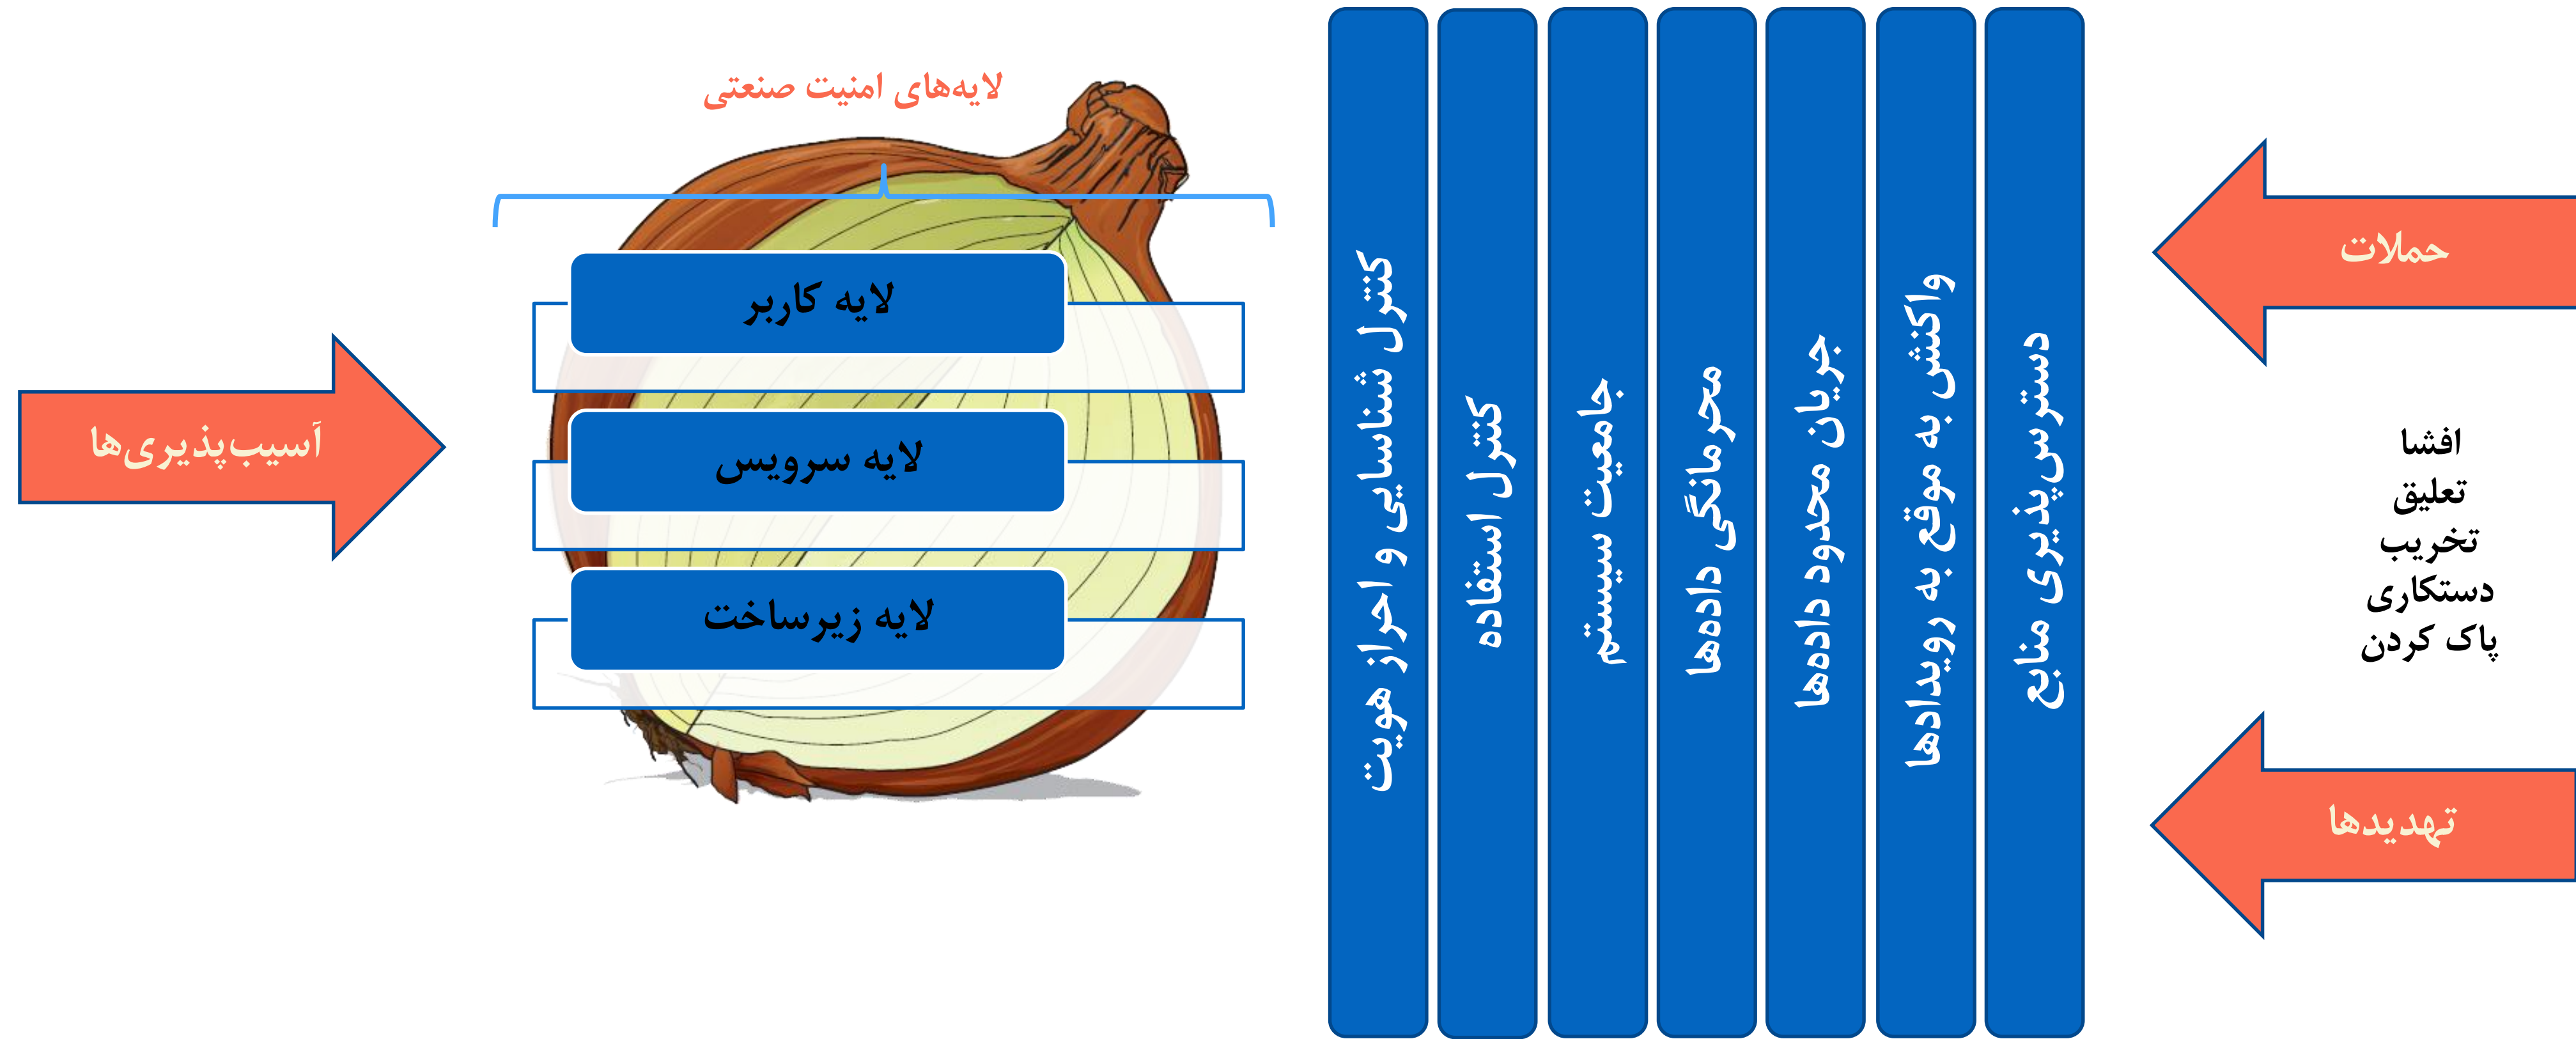 لایه‌های امنیت صنعتی
لایه کاربر
لایه سرویس
لایه زیرساخت
آسیب‌پذیری‌ها
کنترل شناسایی و احراز هویت
کنترل استفاده
جامعیت سیستم
محرمانگی داده‌ها
جریان محدود داده‌ها
واکنش به موقع به رویدادها
دسترس‌پذیری منابع
حملات
افشا
تعلیق
تخریب
دستکاری
پاک کردن
تهدیدها